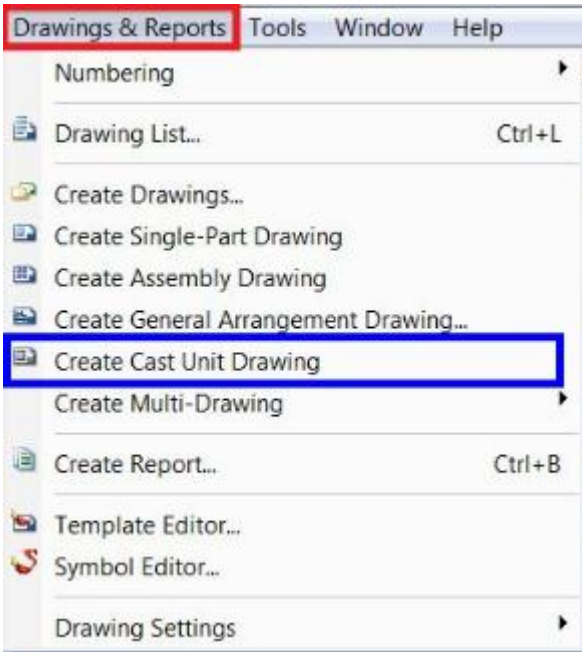 Drawings & Reports Tools Window Help
Numbering
Drawing List... Ctrl+L
Create Drawings...
Create Single-Part Drawing
Create Assembly Drawing
Create General Arrangement Drawing...
Create Cast Unit Drawing
Create Multi-Drawing
Create Report... Ctrl+B
Template Editor...
Symbol Editor...
Drawing Settings